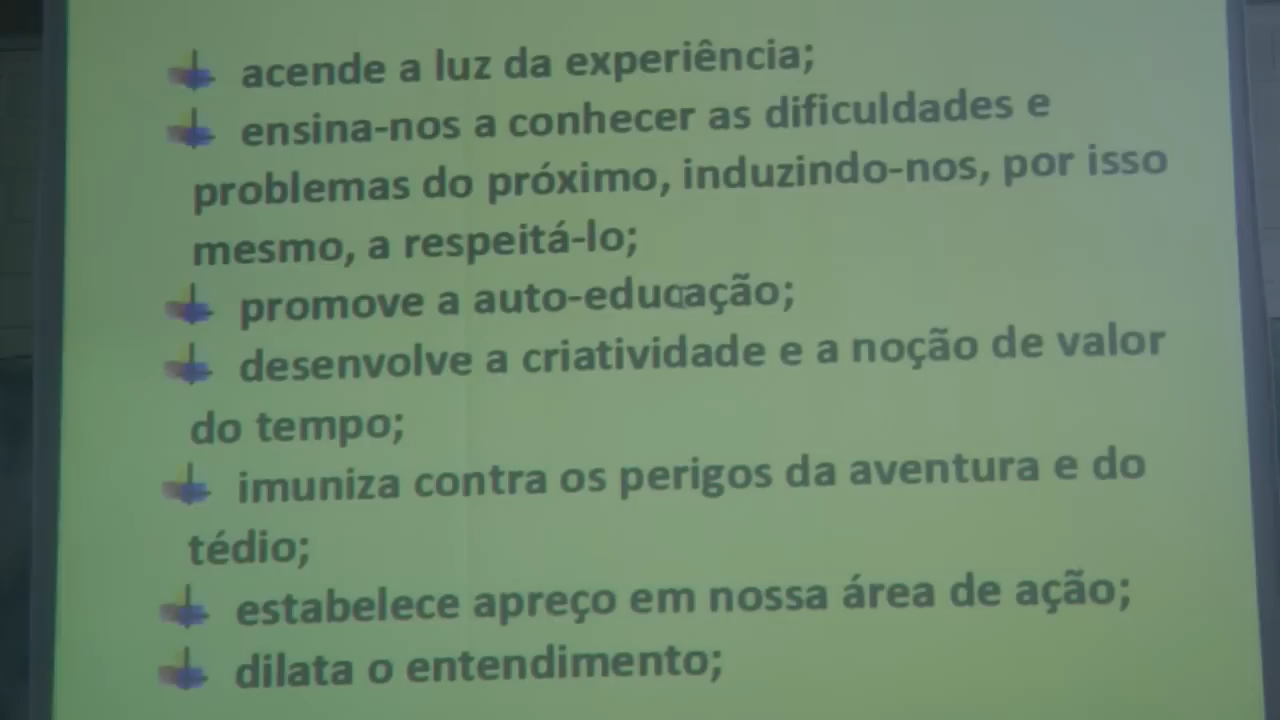 acende a luz da experiência;
ensina-nos a conhecer as dificuldades e
problemas do próximo, induzindo-nos, por isso
mesmo, a respeitá-lo;
promove a auto-educação;
desenvolve a criatividade e a noção de valor
do tempo;
imuniza contra os perigos da aventura e do
tédio;
estabelece apreço em nossa área de ação;
dilata o entendimento;